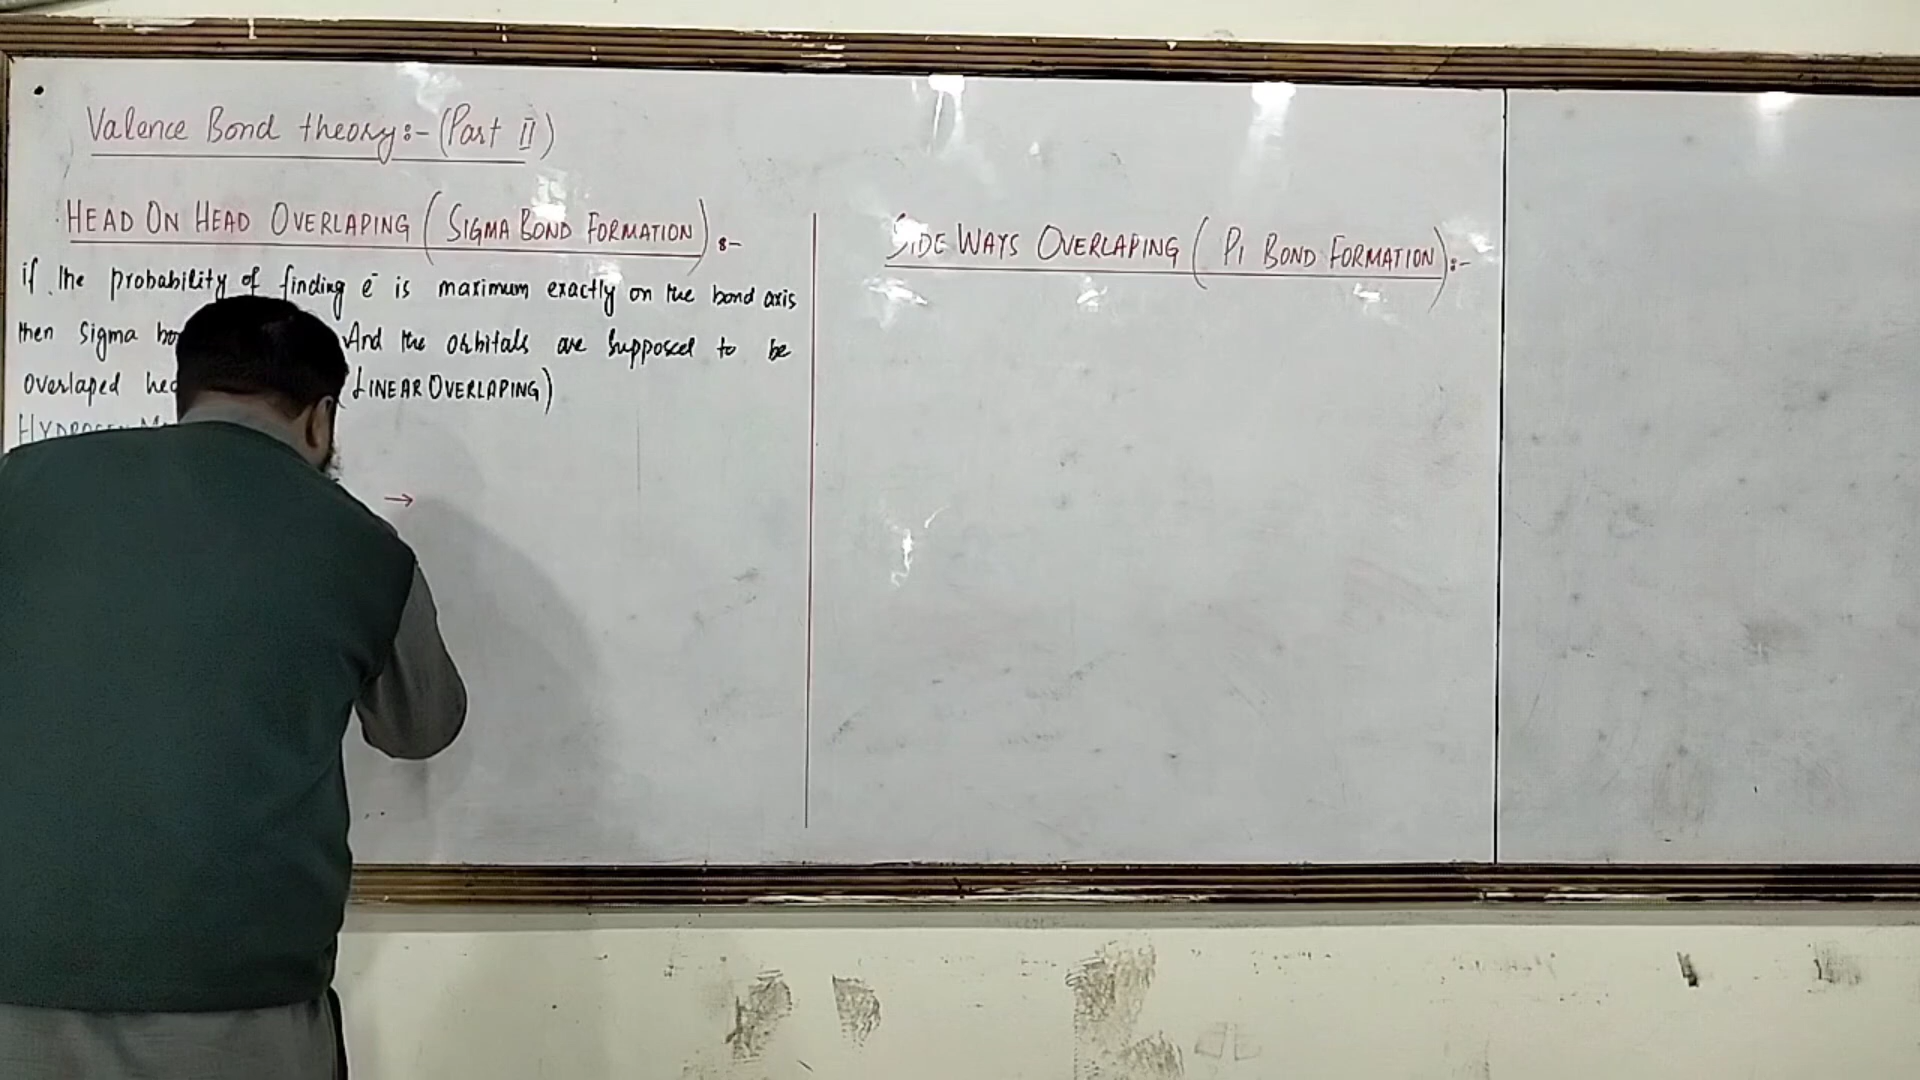 Valence Bond theory:- (Part II)
HEAD ON HEAD OVERLAPING (SIGMA BOND FORMATION) :-
if the probability of finding ē is maximum exactly on the bond axis
then sigma And the orbitals are supposed to be
overlaped LINEAR OVERLAPING)
→
SIDE WAYS OVERLAPING (PI BOND FORMATION) :-